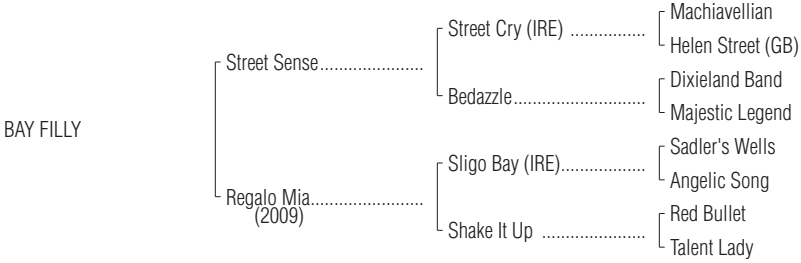 Machiavellian
Street Cry (IRE) ................
Helen Street (GB)
Street Sense......................
Dixieland Band
Bedazzle............................
Majestic Legend
BAY FILLY
Sadler's Wells
Sligo Bay (IRE)..................
Angelic Song
Regalo Mia........................
(2009)
Red Bullet
Shake It Up ......................
Talent Lady